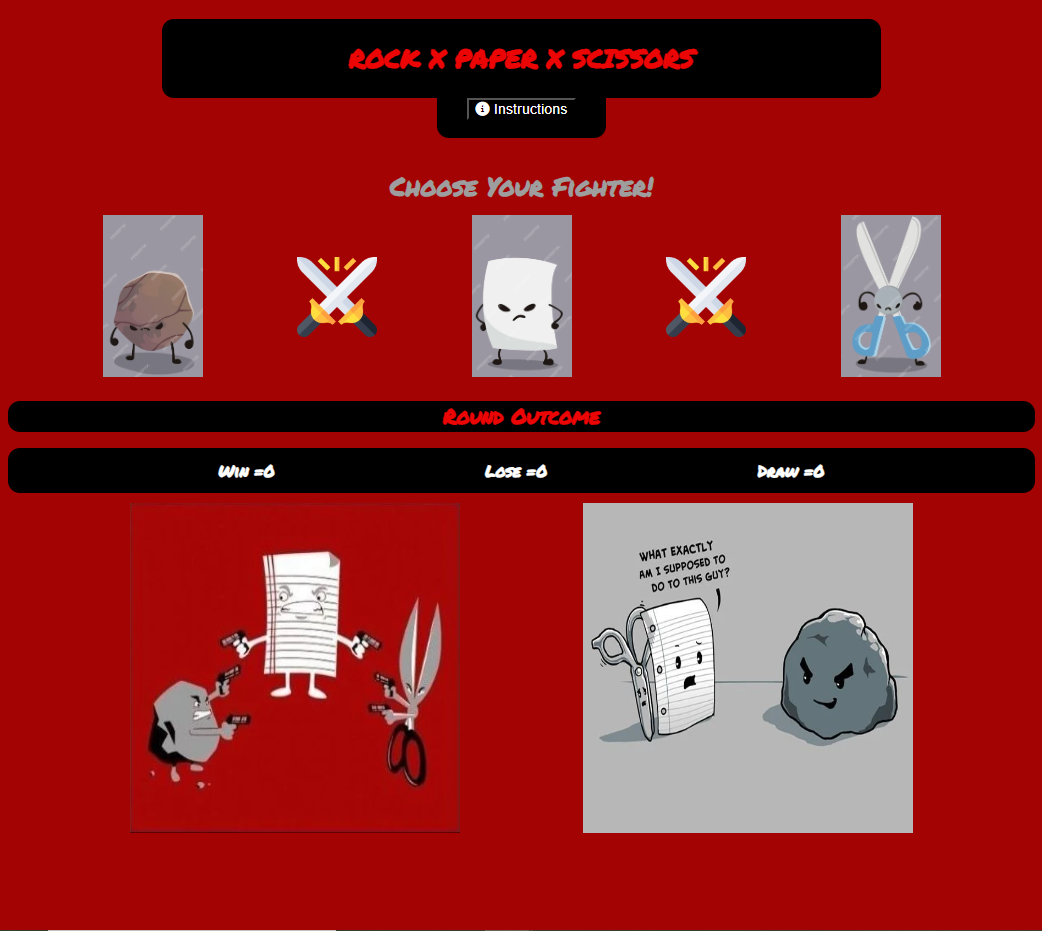 ROCK X PAPER X SCISSORS
Instructions
Choose Your Fighter!
Round Outcome
Win =0 Lose =0 Draw =0
WHAT EXACTLY
AM I SUPPOSED TO
DO TO THIS GUY?